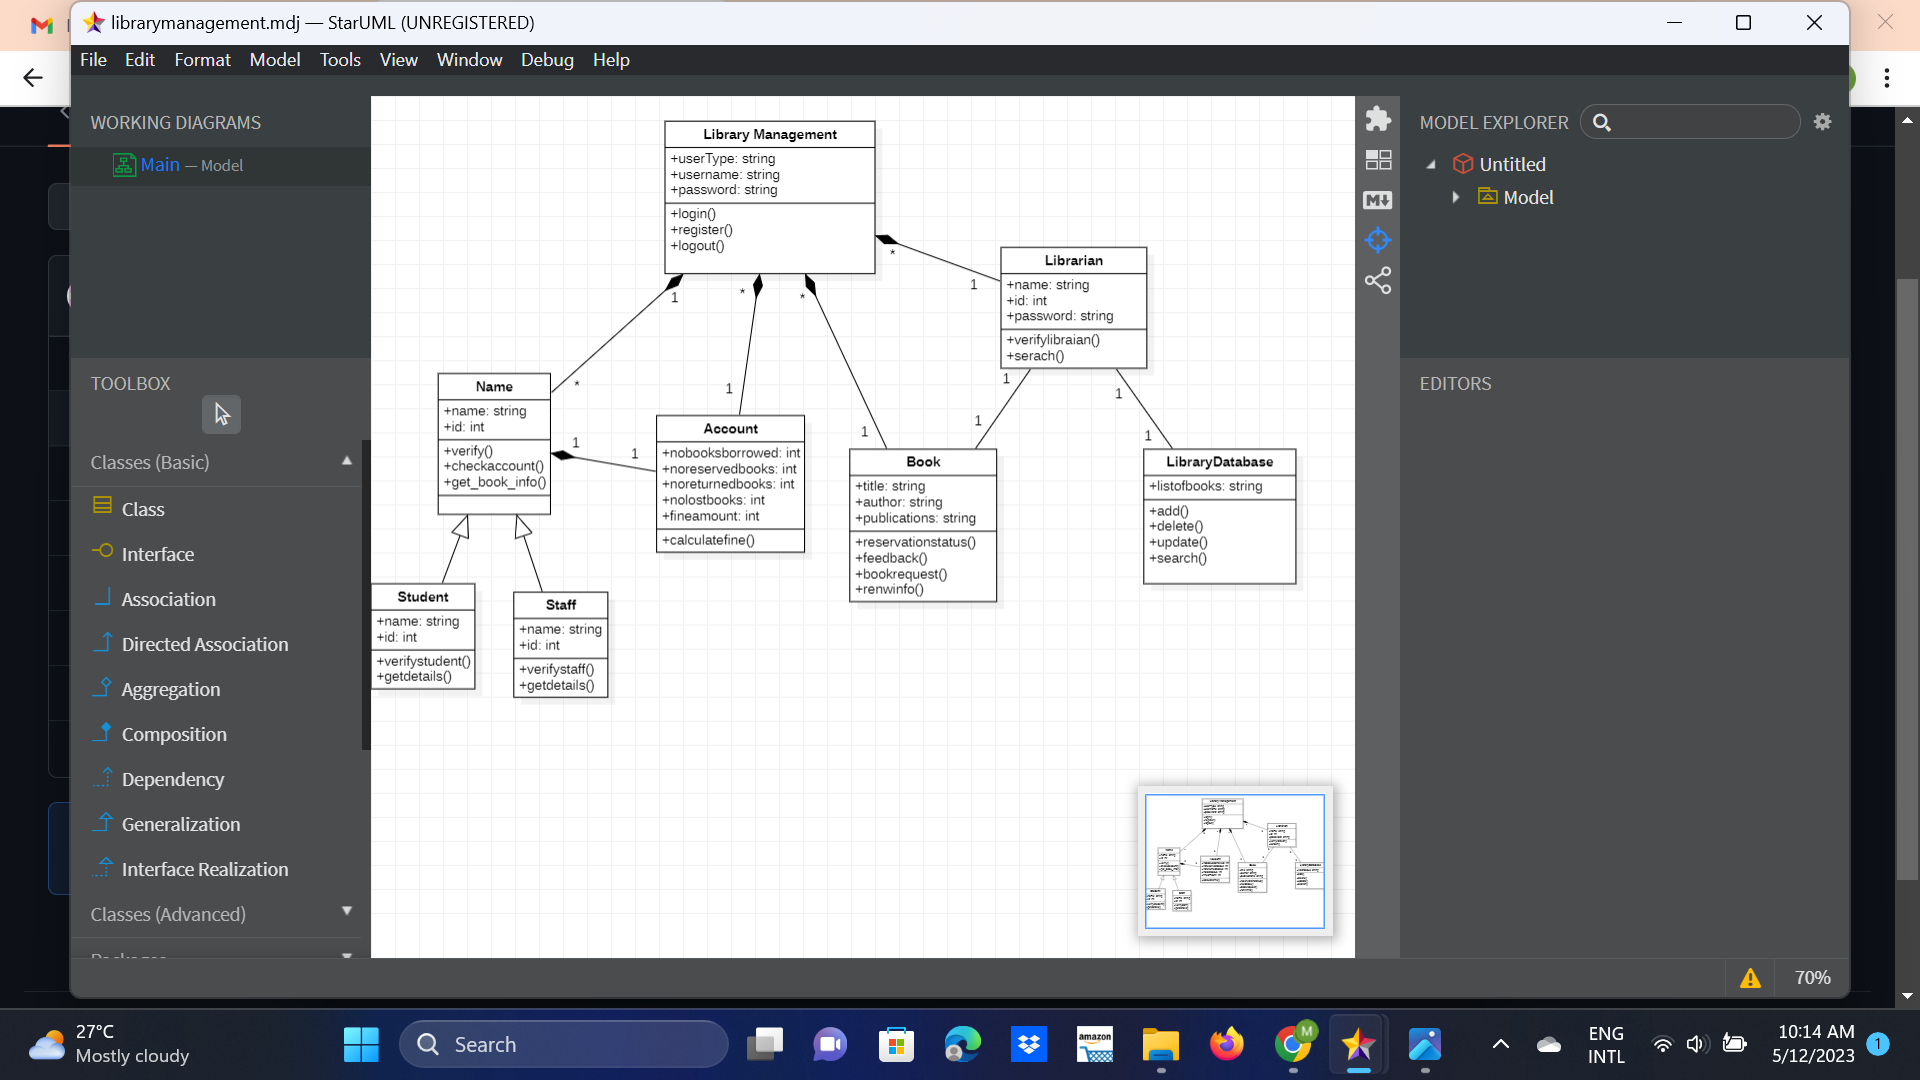 librarymanagement.mdj — StarUML (UNREGISTERED)
File Edit Format Model Tools View Window Debug Help
WORKING DIAGRAMS
Main — Model
TOOLBOX
Classes (Basic)
Class
Interface
Association
Directed Association
Aggregation
Composition
Dependency
Generalization
Interface Realization
Classes (Advanced)
Library Management
+userType: string
+username: string
+password: string
+login()
+register()
+logout()
*
1
1
*
*
1
*
1
Librarian
+name: string
+id: int
+password: string
+verifylibraian()
+serach()
1
1
1
1
Name
+name: string
+id: int
+verify()
+checkaccount()
+get_book_info()
1
1
Account
+nobooksborrowed: int
+noreservedbooks: int
+noreturnedbooks: int
+nolostbooks: int
+fineamount: int
+calculatefine()
Book
+title: string
+author: string
+publications: string
+reservationstatus()
+feedback()
+bookrequest()
+renwinfo()
LibraryDatabase
+listofbooks: string
+add()
+delete()
+update()
+search()
Student
+name: string
+id: int
+verifystudent()
+getdetails()
Staff
+name: string
+id: int
+verifystaff()
+getdetails()
MODEL EXPLORER
Untitled
Model
EDITORS
70%
27°C
Mostly cloudy
Search
amazon
M
ENG
INTL
10:14 AM
5/12/2023
1